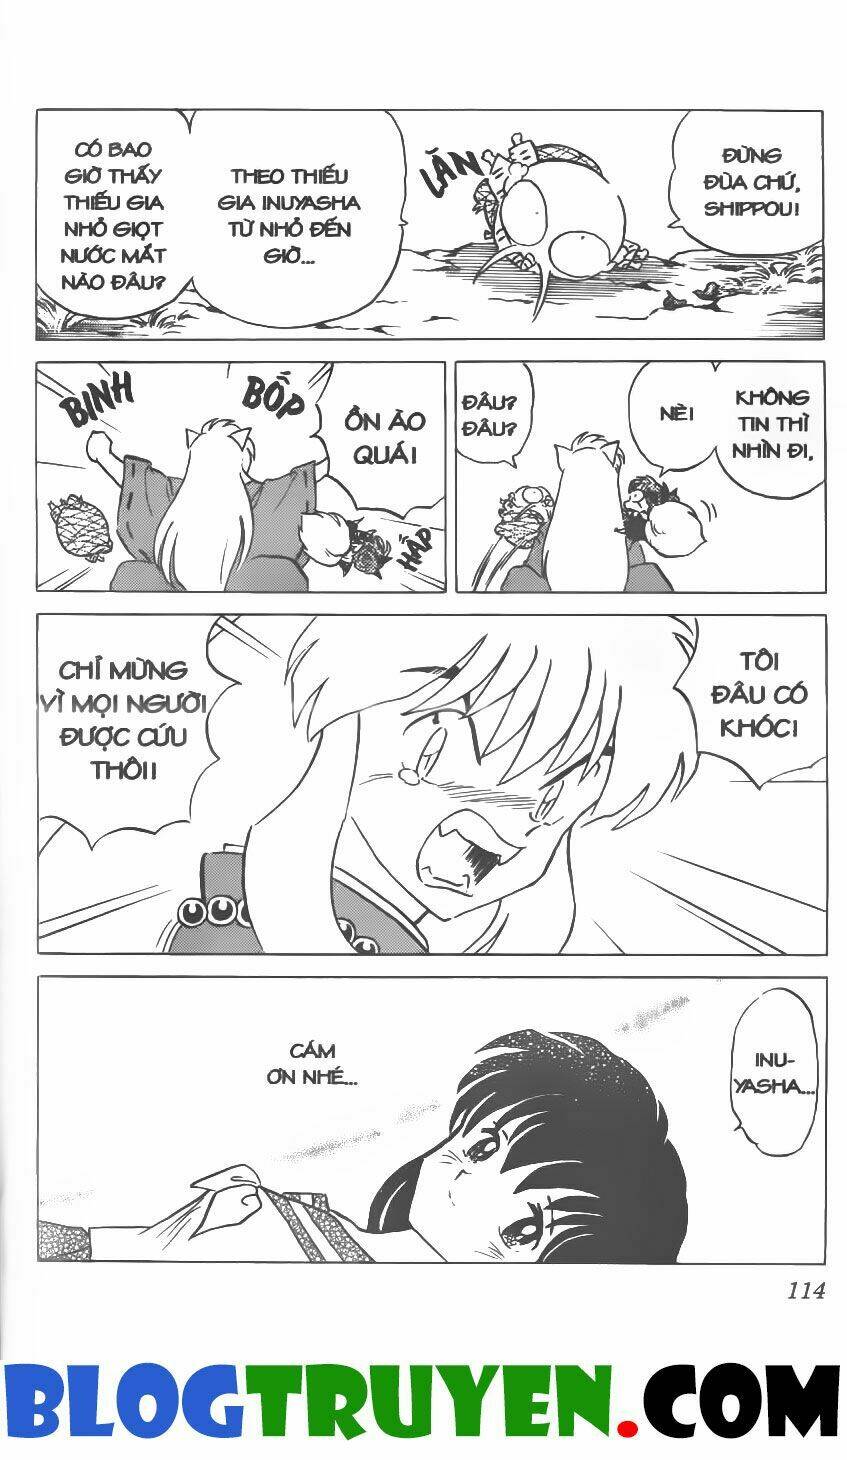 ĐỪNG
ĐÙA CHỨ,
SHIPPOU!
LĂN
THEO THIẾU
GIA INUYASHA
TỪ NHỎ ĐẾN
GIỜ...
CÓ BAO
GIỜ THẤY
THIẾU GIA
NHỎ GIỌT
NƯỚC MẮT
NÀO ĐÂU?
KHÔNG
TIN THÌ
NHÌN ĐI,
NÈ!
ĐÂU?
ĐÂU?
ỒN ÀO
QUÁ!
BỐP
BINH
HẤP
TÔI
ĐÂU CÓ
KHÓC!
CHỈ MỪNG
VÌ MỌI NGƯỜI
ĐƯỢC CỨU
THÔI!
INU-
YASHA...
CÁM
ƠN NHÉ...
114
BLOGTRUYEN.COM